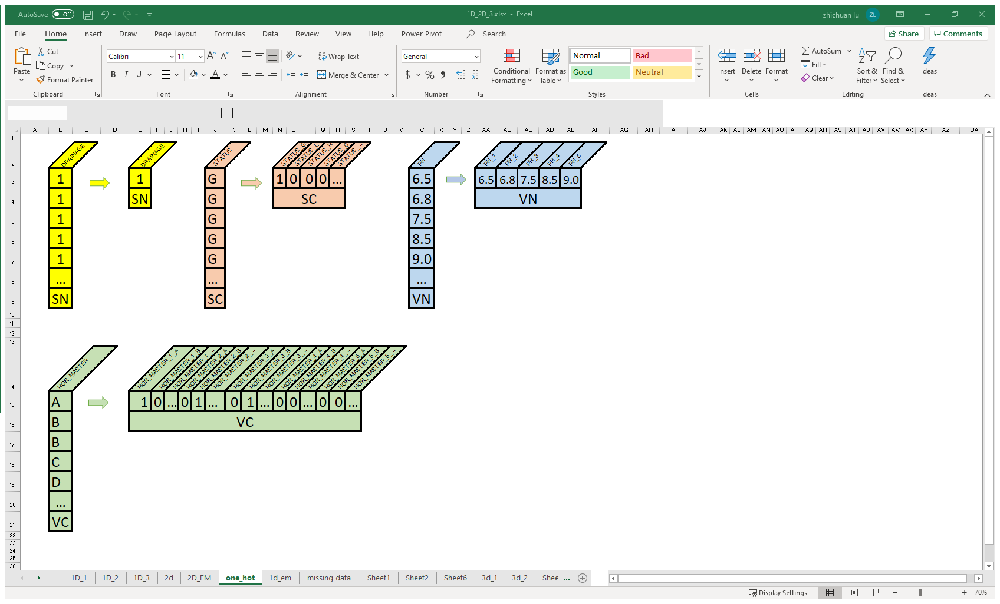 AutoSave Off 1D_2D_3.xlsx - Excel zhichuan lu ZL
File Home Insert Draw Page Layout Formulas Data Review View Help Power Pivot Search Share Comments
Paste Cut Copy Format Painter Clipboard
Calibri 11 A A B I U A Font
Wrap Text Merge & Center Alignment
General $ % Number
Conditional Formatting Format as Table Normal Bad Good Neutral Styles
Insert Delete Format Cells
AutoSum Fill Clear Sort & Filter Find & Select Editing
Ideas Ideas
A B C D E F G H I J K L M N O P Q R S T U V W X Y Z AA AB AC AD AE AF AG AH AI AJ AK AL AM AN AO AP AQ AR AS AT AU AV AW AX AY AZ BA
1
2 DRAINAGE DRAINAGE STATUS STATUS_G STATUS_L STATUS_H STATUS_C STATUS_... PH PH_1 PH_2 PH_3 PH_4 PH_5
3 1 1 G 1 0 0 0 ... 6.5 6.5 6.8 7.5 8.5 9.0
4 1 SN G SC 6.8 VN
5 1 G 7.5
6 1 G 8.5
7 1 G 9.0
8 ... ... ...
9 SN SC VN
10
11
12
13
14 HOR_MASTER HOR_MASTER_1_A HOR_MASTER_1_B HOR_MASTER_1_... HOR_MASTER_2_A HOR_MASTER_2_B HOR_MASTER_2_... HOR_MASTER_3_A HOR_MASTER_3_B HOR_MASTER_3_... HOR_MASTER_4_A HOR_MASTER_4_B HOR_MASTER_4_... HOR_MASTER_5_A HOR_MASTER_5_B HOR_MASTER_5_...
15 A 1 0 ... 0 1 ... 0 1 ... 0 0 ... 0 0 ...
16 B VC
17 B
18 C
19 D
20 ...
21 VC
22
23
24
25
26
1D_1 1D_2 1D_3 2d 2D_EM one_hot 1d_em missing data Sheet1 Sheet2 Sheet6 3d_1 3d_2 Shee ...
Display Settings 70%